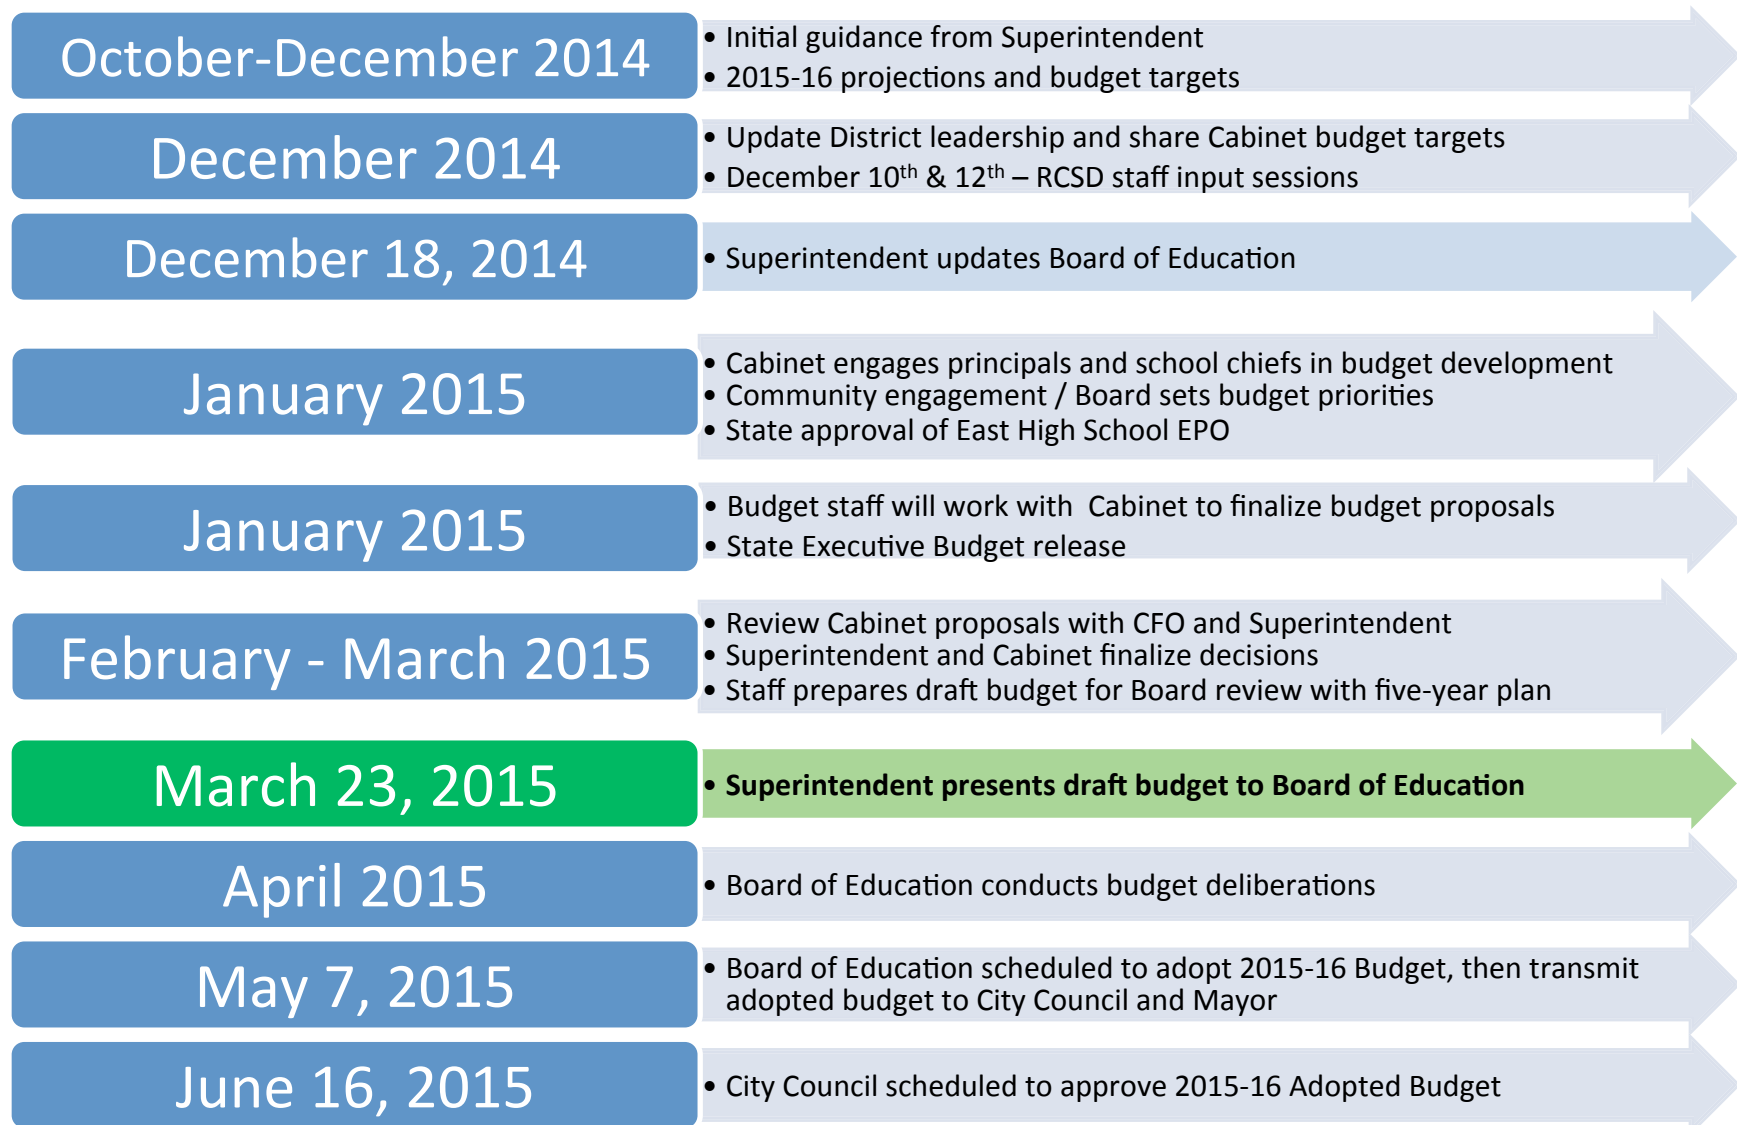 October-December 2014
• Initial guidance from Superintendent
• 2015-16 projections and budget targets
December 2014
• Update District leadership and share Cabinet budget targets
• December 10th & 12th – RCSD staff input sessions
December 18, 2014
• Superintendent updates Board of Education
January 2015
• Cabinet engages principals and school chiefs in budget development
• Community engagement / Board sets budget priorities
• State approval of East High School EPO
January 2015
• Budget staff will work with  Cabinet to finalize budget proposals
• State Executive Budget release
February - March 2015
• Review Cabinet proposals with CFO and Superintendent
• Superintendent and Cabinet finalize decisions
• Staff prepares draft budget for Board review with five-year plan
March 23, 2015
• Superintendent presents draft budget to Board of Education
April 2015
• Board of Education conducts budget deliberations
May 7, 2015
• Board of Education scheduled to adopt 2015-16 Budget, then transmit
adopted budget to City Council and Mayor
June 16, 2015
• City Council scheduled to approve 2015-16 Adopted Budget